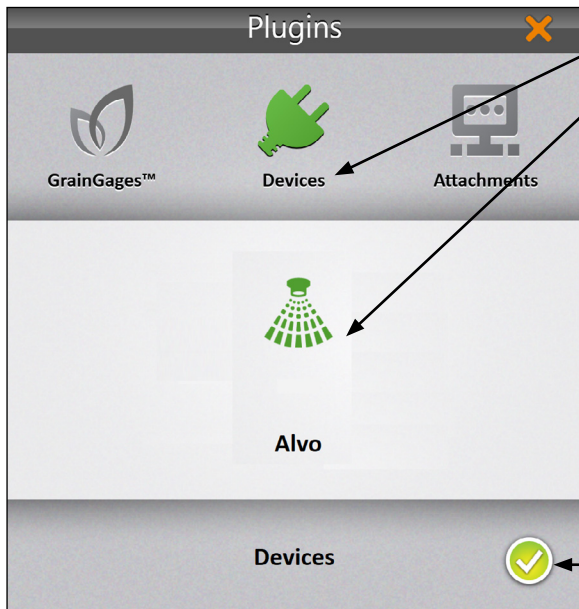 Plugins
GrainGages™
Devices
Attachments
Alvo
Devices